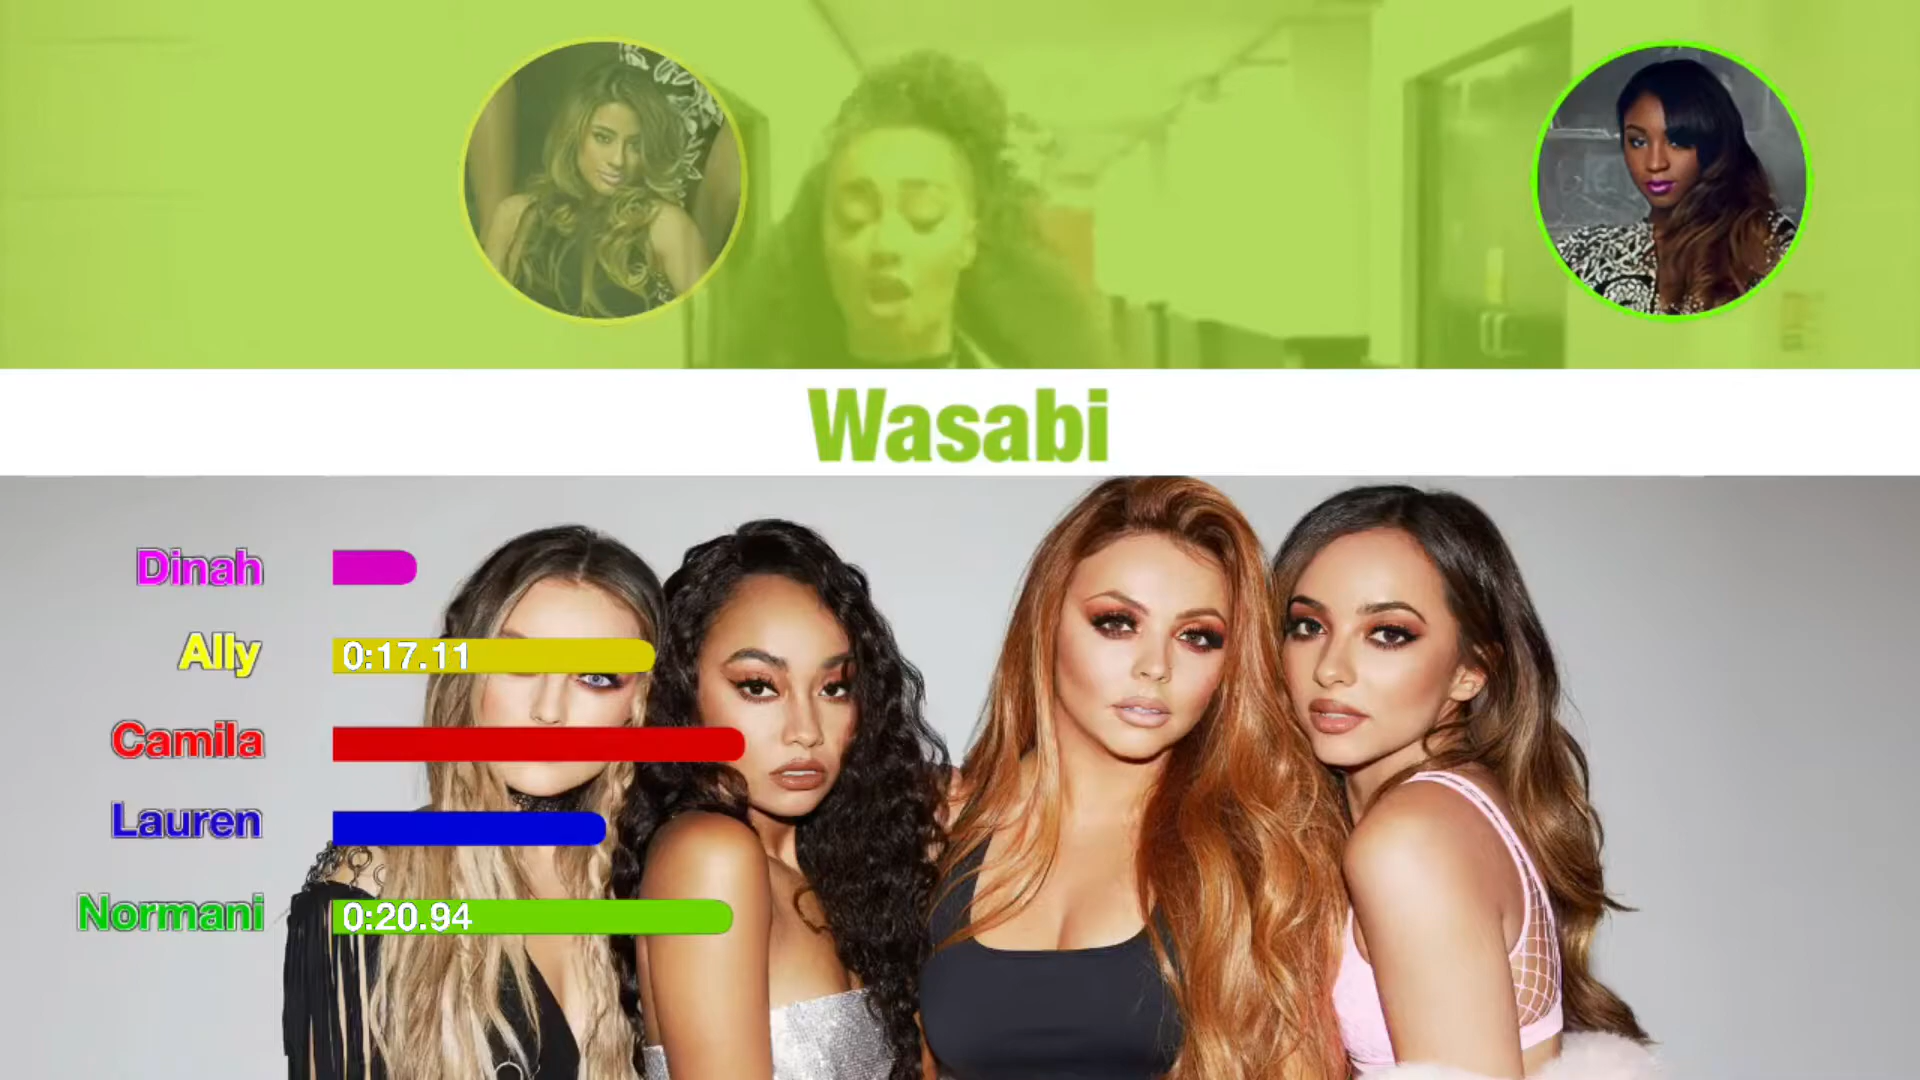 Wasabi
Dinah
Ally 0:17.11
Camila
Lauren
Normani 0:20.94